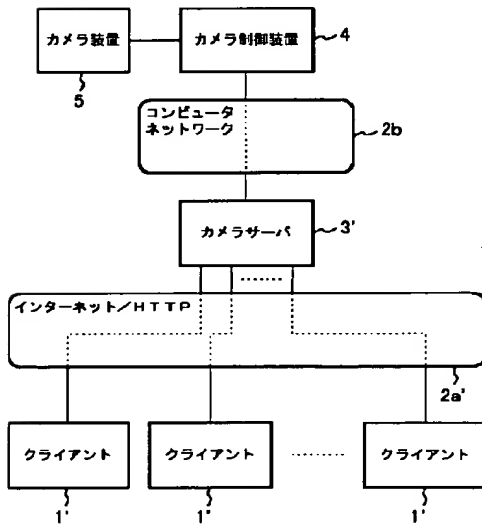 カメラ装置
カメラ制御装置
4
5
コンピュータ
ネットワーク
2b
カメラサーバ
3'
インターネット/HTTP
2a'
クライアント
クライアント
クライアント
1'
1'
1'